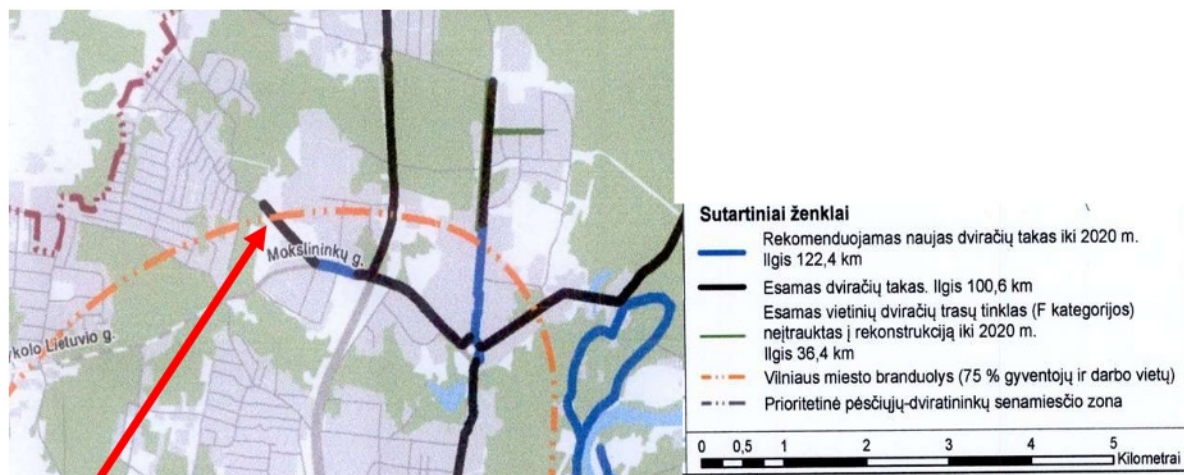 Mokslininkų g.
ykolo Lietuvio g.
Sutartiniai ženklai
Rekomenduojamas naujas dviračių takas iki 2020 m.
Ilgis 122,4 km
Esamas dviračių takas. Ilgis 100,6 km
Esamas vietinių dviračių trasų tinklas (F kategorijos)
neįtrauktas į rekonstrukciją iki 2020 m.
Ilgis 36,4 km
Vilniaus miesto branduolys (75 % gyventojų ir darbo vietų)
Prioritetinė pėsčiųjų-dviratininkų senamiesčio zona
0 0,5 1 2 3 4 5
Kilometrai